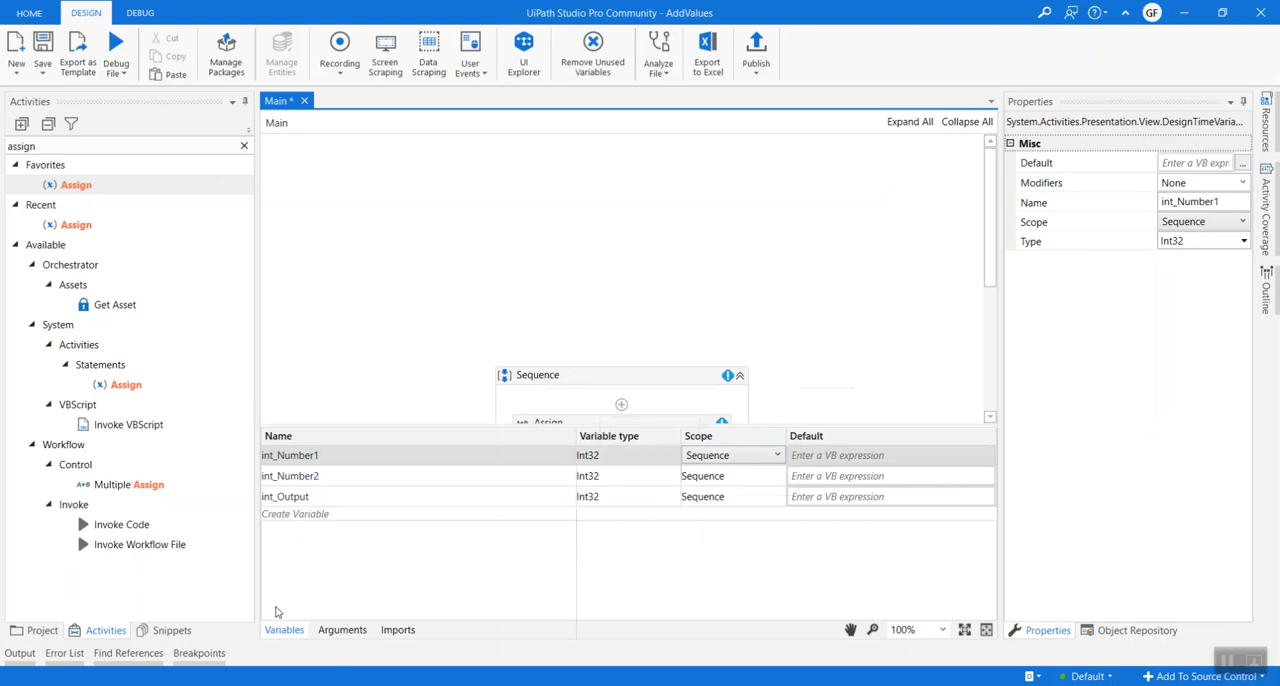 HOME DESIGN DEBUG UiPath Studio Pro Community - AddValues GF
New Save Export as Template Debug File Cut Copy Paste Manage Packages Manage Entities Recording Screen Scraping Data Scraping User Events UI Explorer Remove Unused Variables Analyze File Export to Excel Publish
Activities
assign
Favorites
Assign
Recent
Assign
Available
Orchestrator
Assets
Get Asset
System
Activities
Statements
Assign
VBScript
Invoke VBScript
Workflow
Control
A+B Multiple Assign
Invoke
Invoke Code
Invoke Workflow File
Project Activities Snippets
Main *
Main Expand All Collapse All
Sequence
Assign
Name Variable type Scope Default
int_Number1 Int32 Sequence Enter a VB expression
int_Number2 Int32 Sequence Enter a VB expression
int_Output Int32 Sequence Enter a VB expression
Create Variable
Variables Arguments Imports 100%
Properties
System.Activities.Presentation.View.DesignTimeVaria...
Misc
Default Enter a VB expr ...
Modifiers None
Name int_Number1
Scope Sequence
Type Int32
Properties Object Repository
Resources
Activity Coverage
Outline
Output Error List Find References Breakpoints
Default Add To Source Control